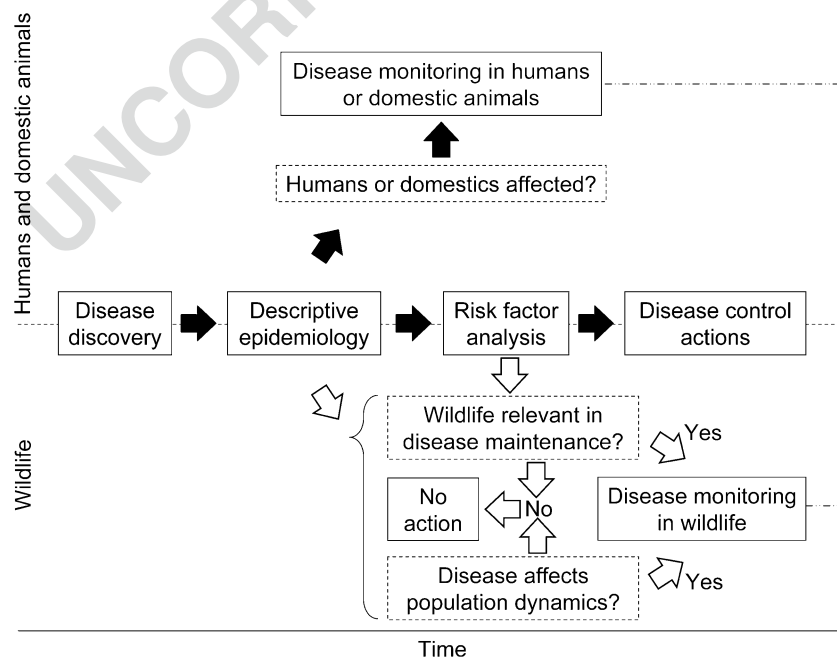 Humans and domestic animals
UNCOR
Disease monitoring in humans
or domestic animals
Humans or domestics affected?
Disease
discovery
Descriptive
epidemiology
Risk factor
analysis
Disease control
actions
Wildlife
Wildlife relevant in
disease maintenance?
Yes
No
action
No
Disease monitoring
in wildlife
Disease affects
population dynamics?
Yes
Time